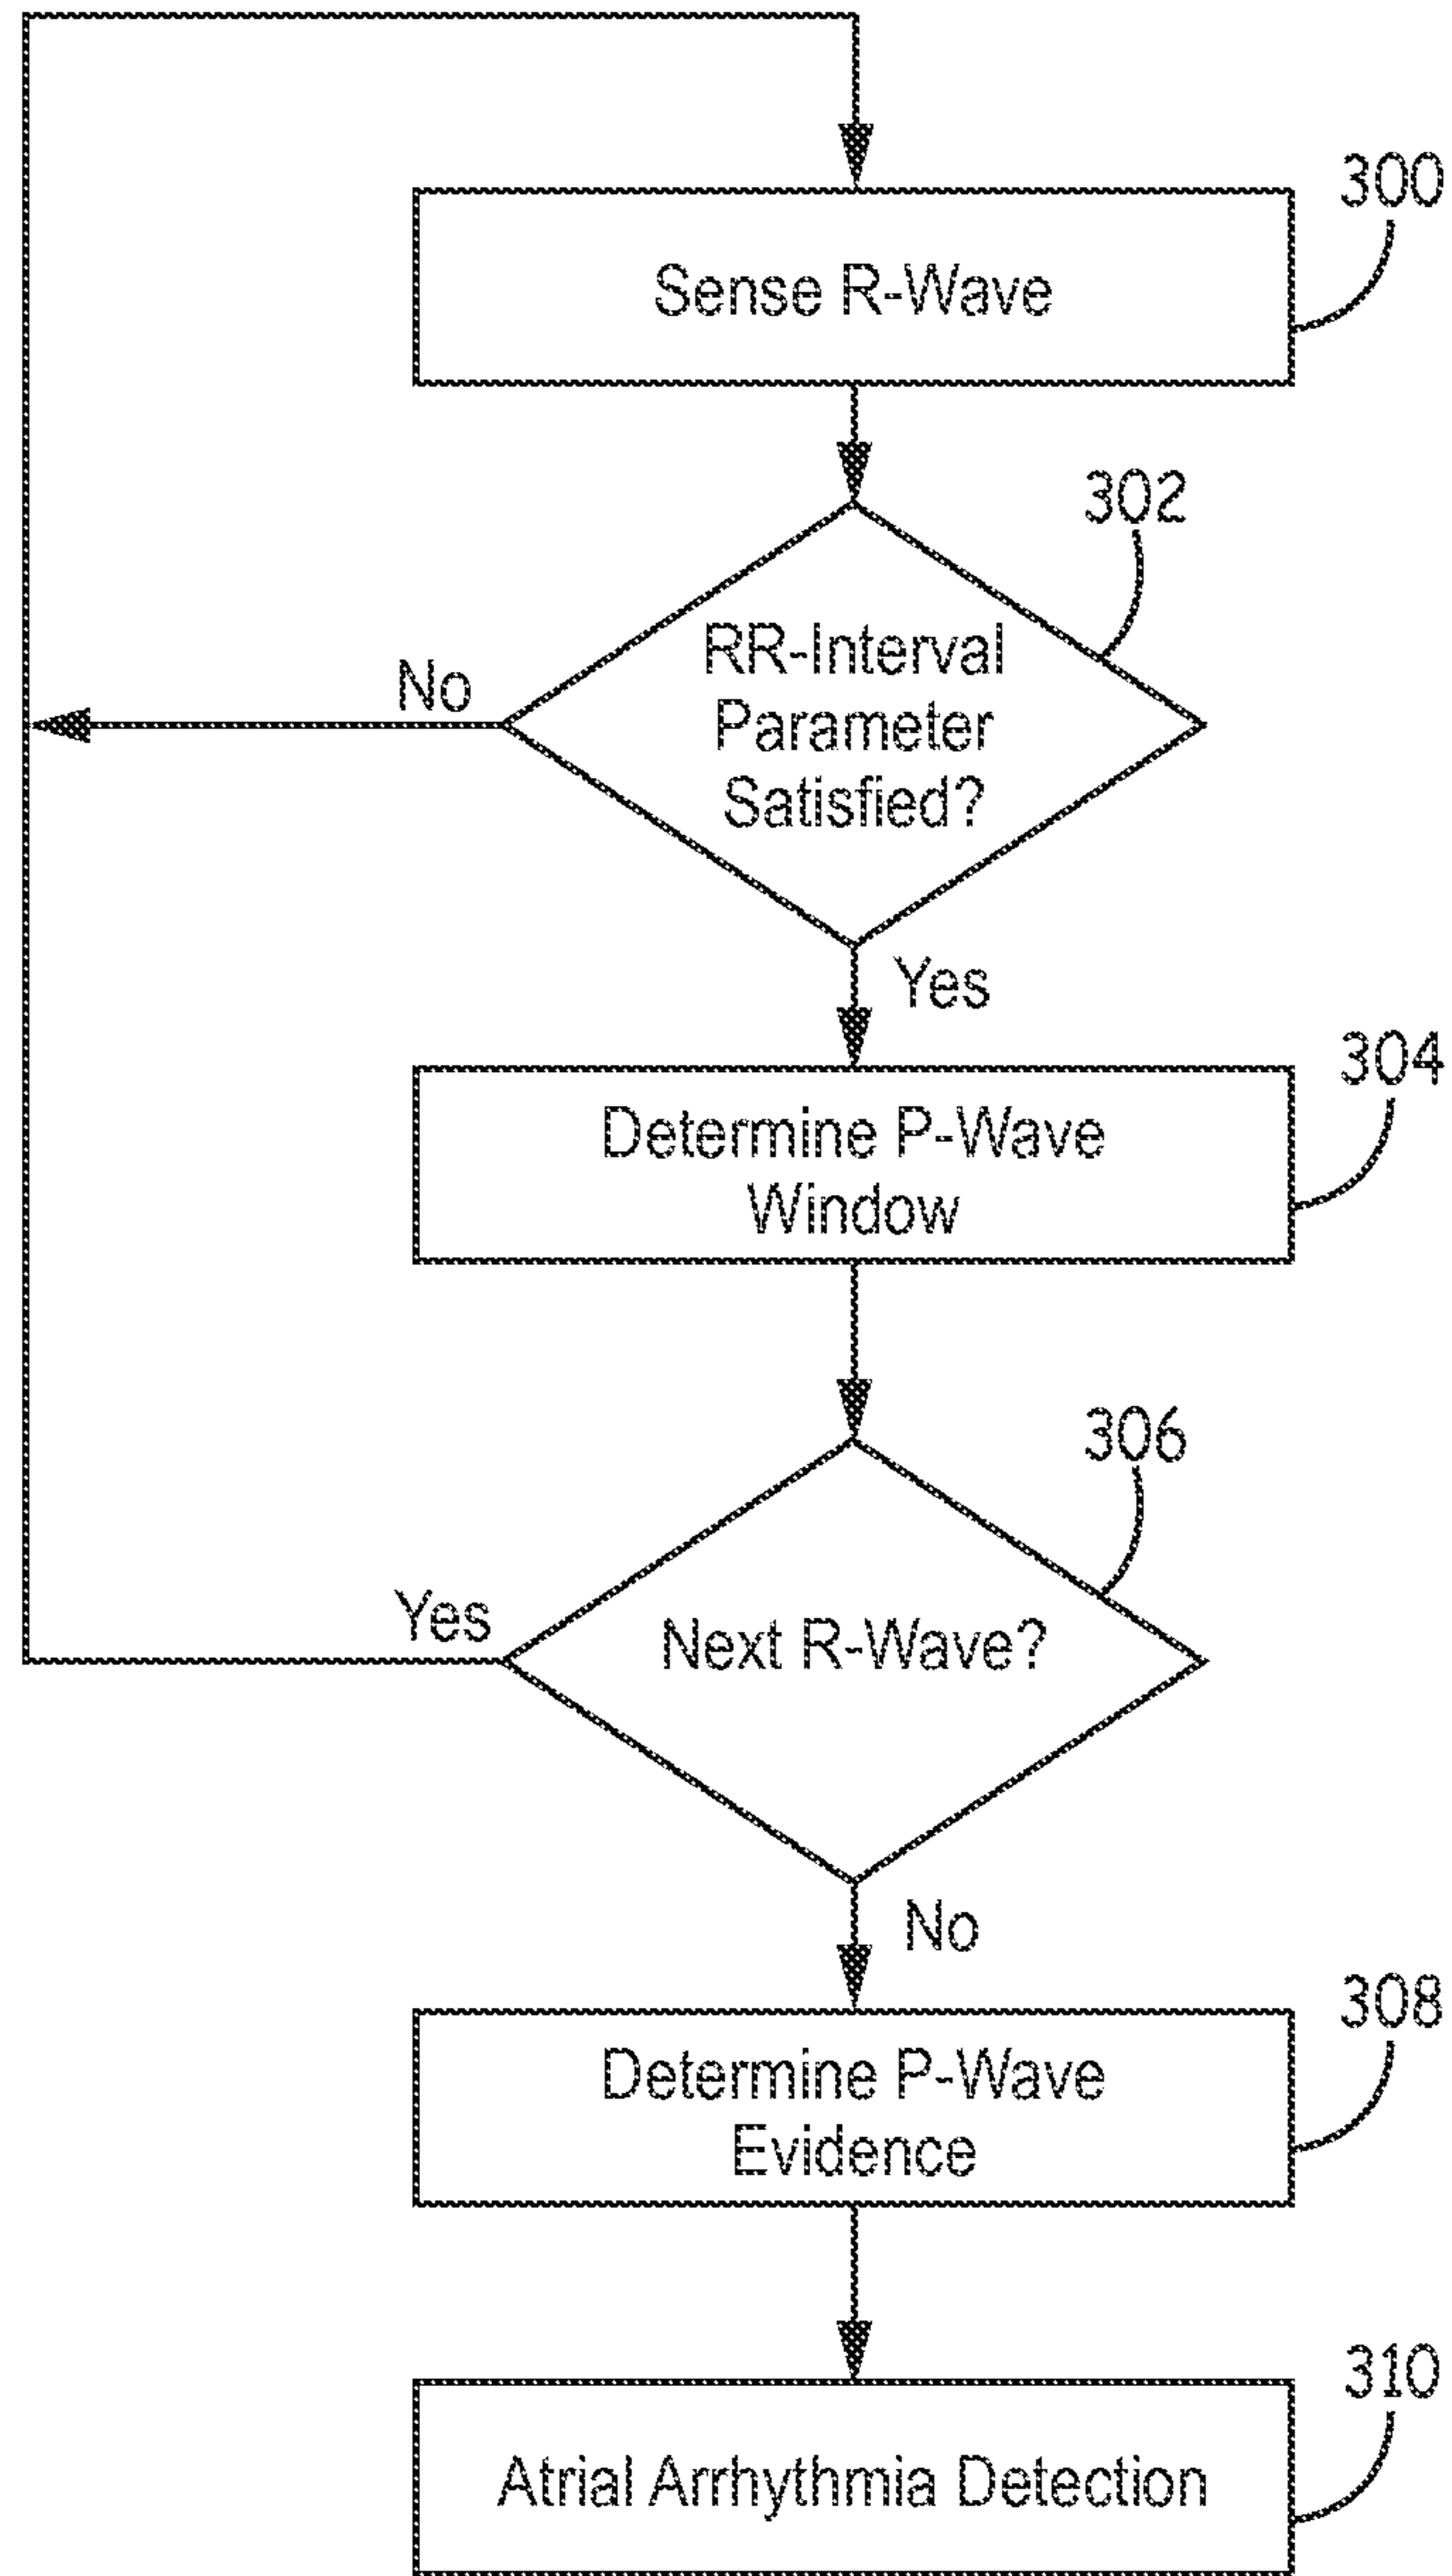 300
Sense R-Wave
302
RR-Interval
Parameter
Satisfied?
No
Yes
304
Determine P-Wave
Window
306
Next R-Wave?
Yes
No
308
Determine P-Wave
Evidence
310
Atrial Arrhythmia Detection